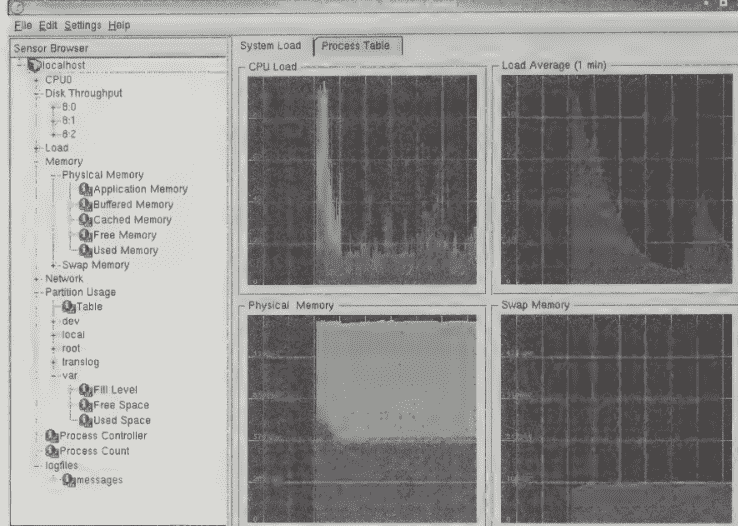 File Edit Settings Help
Sensor Browser
localhost
CPU0
Disk Throughput
8:0
8:1
8:2
Load
Memory
Physical Memory
Application Memory
Buffered Memory
Cached Memory
Free Memory
Used Memory
Swap Memory
Network
Partition Usage
Table
dev
local
root
translog
var
Fill Level
Free Space
Used Space
Process Controller
Process Count
logfiles
messages
System Load Process Table
CPU Load
Load Average (1 min)
Physical Memory
Swap Memory